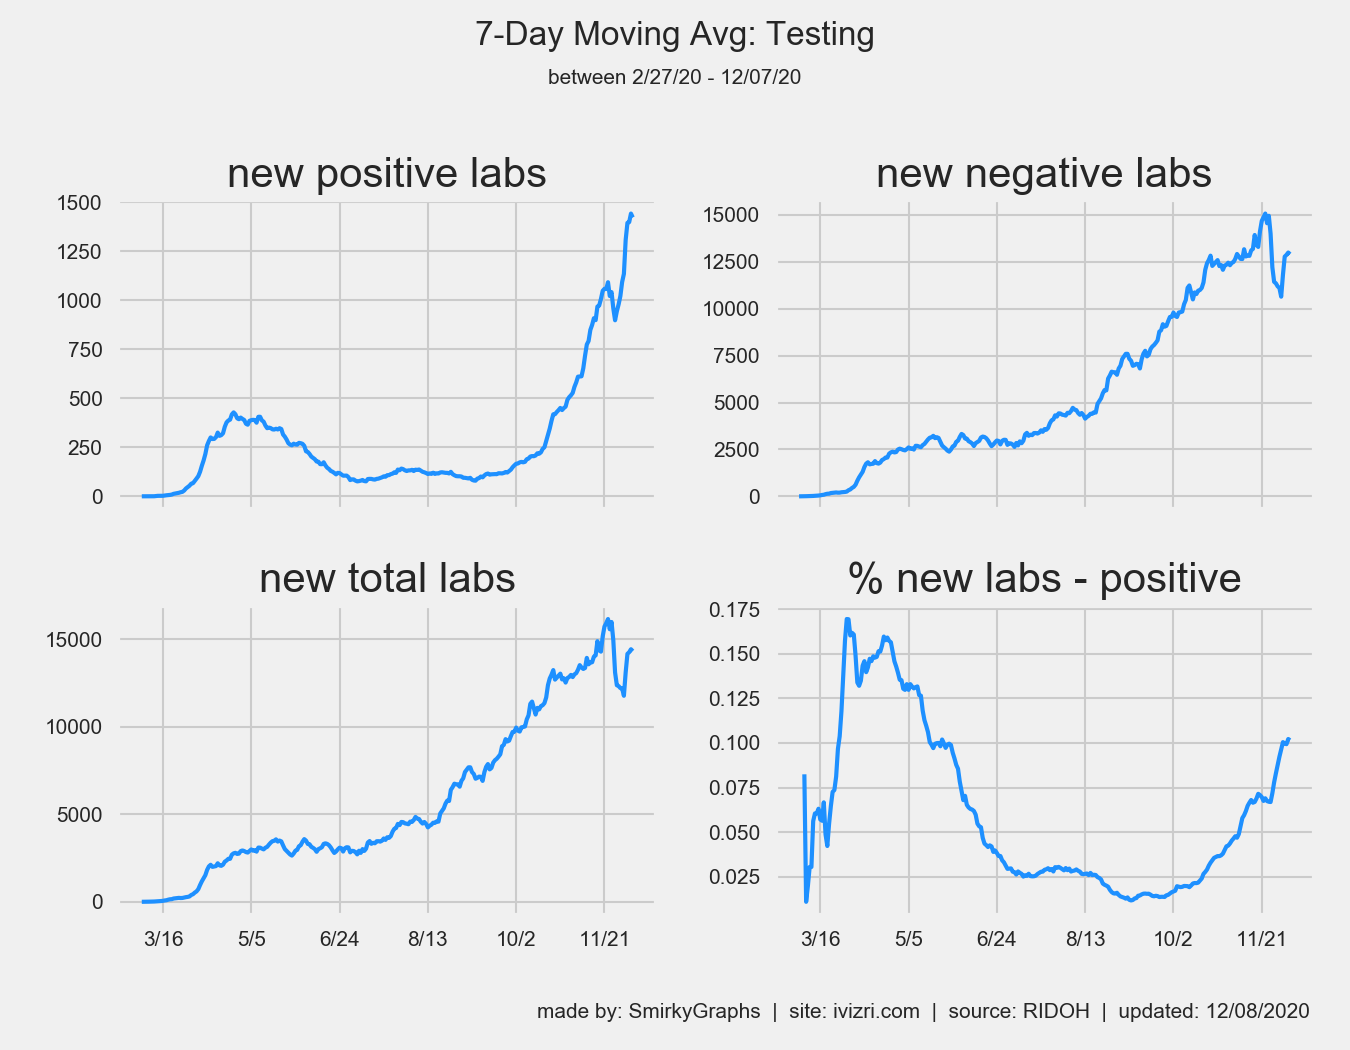 7-Day Moving Avg: Testing
between 2/27/20 - 12/07/20
new positive labs
1500
1250
1000
750
500
250
0
new negative labs
15000
12500
10000
7500
5000
2500
0
new total labs
15000
10000
5000
0
3/16 5/5 6/24 8/13 10/2 11/21
% new labs - positive
0.175
0.150
0.125
0.100
0.075
0.050
0.025
3/16 5/5 6/24 8/13 10/2 11/21
made by: SmirkyGraphs | site: ivizri.com | source: RIDOH | updated: 12/08/2020